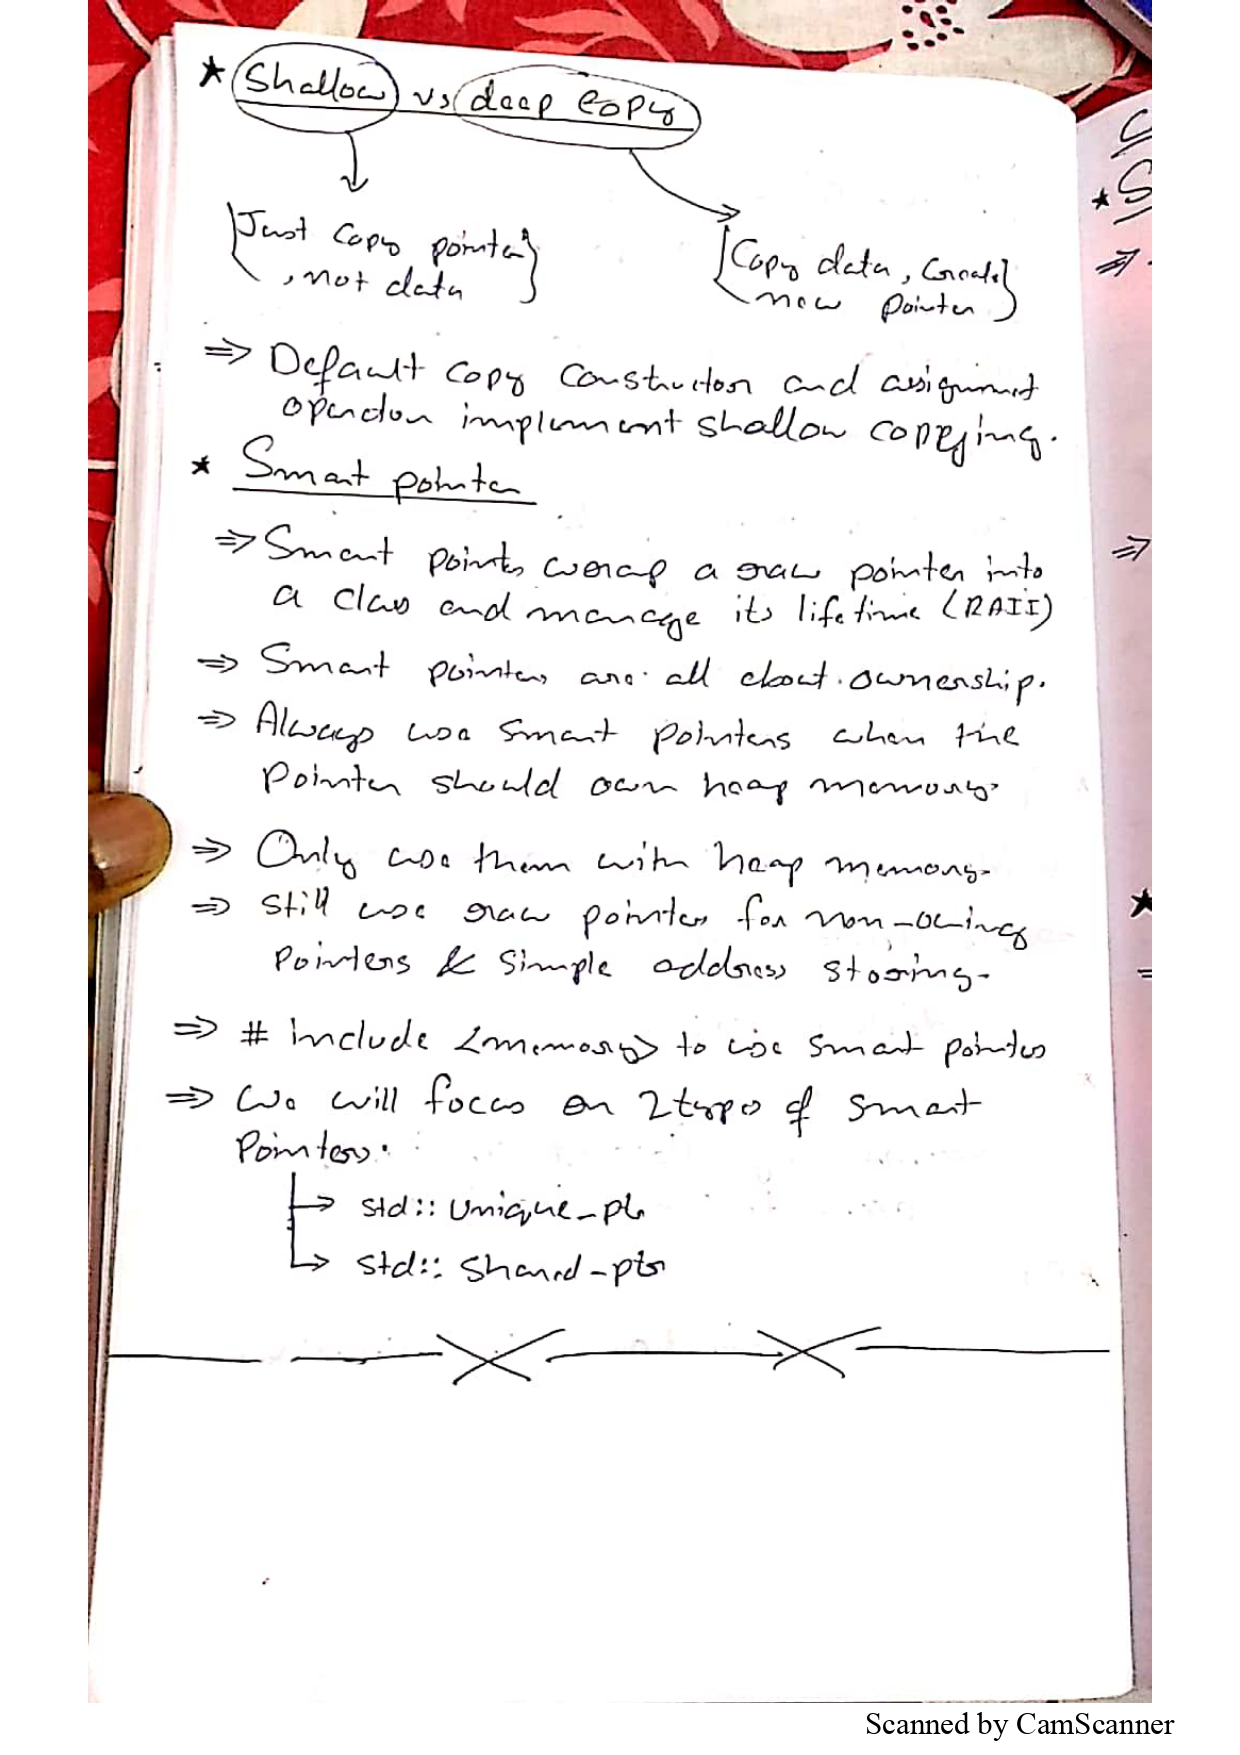 ★ Shallow vs deep copy
{Just copy pointer
, not data}
{Copy data, Create
new pointer}
⇒ Default copy constructor and assignment
operator implement shallow copying.
★ Smart pointer
⇒ Smart pointers wrap a raw pointer into
a class and manage its lifetime (RAII)
⇒ Smart pointers are all about ownership.
⇒ Always use smart pointers when the
pointer should own heap memory.
⇒ Only use them with heap memory.
⇒ still use raw pointers for non-owing
pointers & simple address storing.
⇒ # include <memory> to use smart pointers
⇒ We will focus on 2 types of smart
pointers.
→ std:: unique_ptr
→ std:: shared_ptr
C
★ S
⇒
⇒
★
Scanned by CamScanner